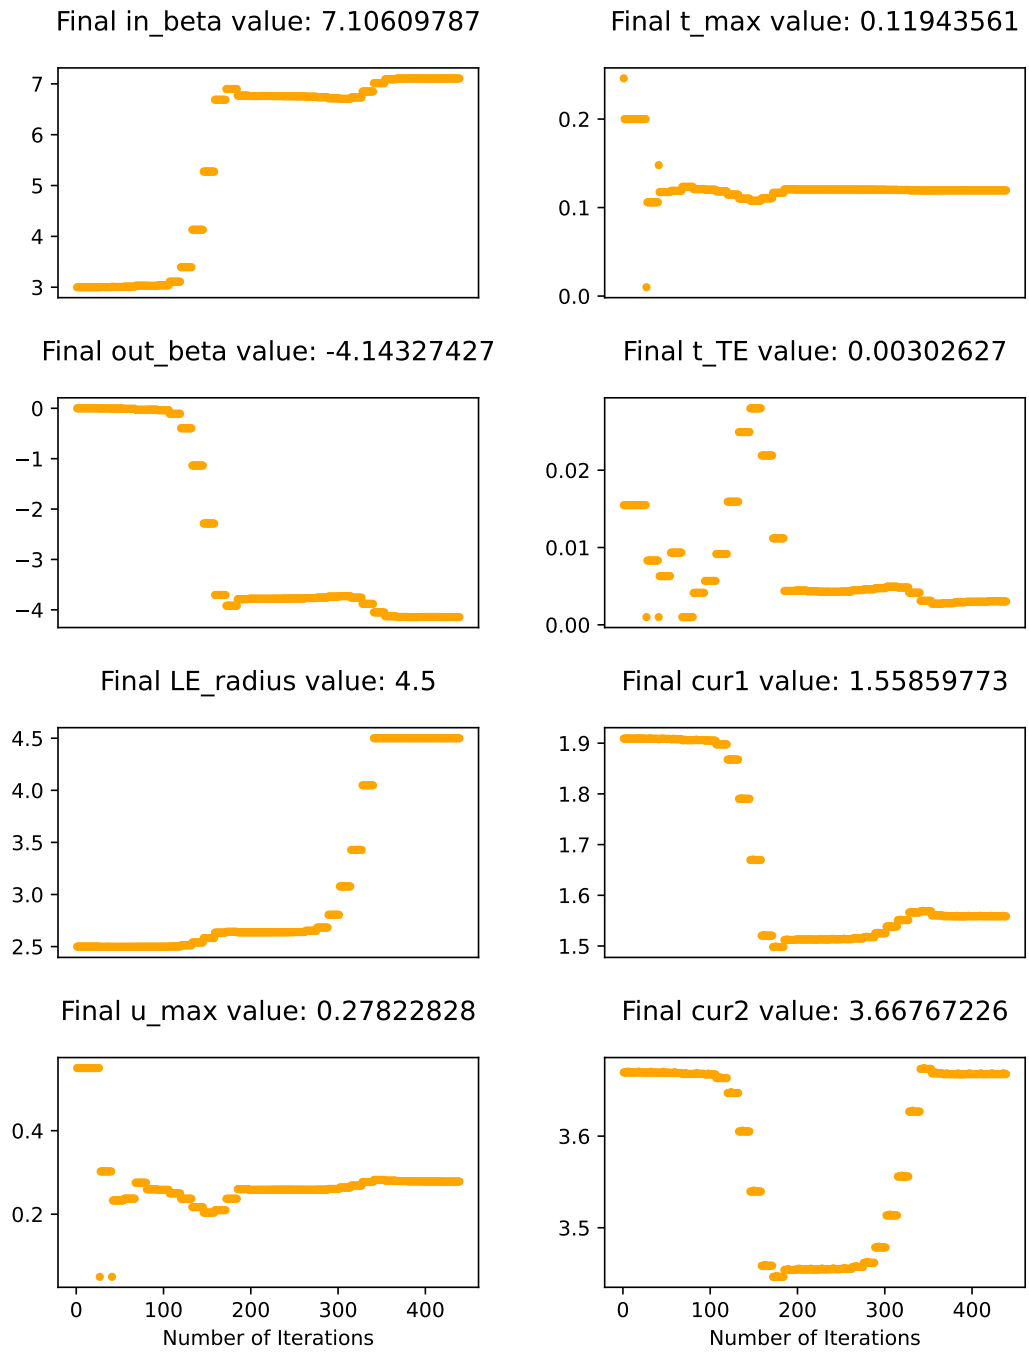 Final in_beta value: 7.10609787
7
6
5
4
3
Final t_max value: 0.11943561
0.2
0.1
0.0
Final out_beta value: -4.14327427
0
−1
−2
−3
−4
Final t_TE value: 0.00302627
0.02
0.01
0.00
Final LE_radius value: 4.5
4.5
4.0
3.5
3.0
2.5
Final cur1 value: 1.55859773
1.9
1.8
1.7
1.6
1.5
Final u_max value: 0.27822828
0.4
0.2
0 100 200 300 400
Number of Iterations
Final cur2 value: 3.66767226
3.6
3.5
0 100 200 300 400
Number of Iterations